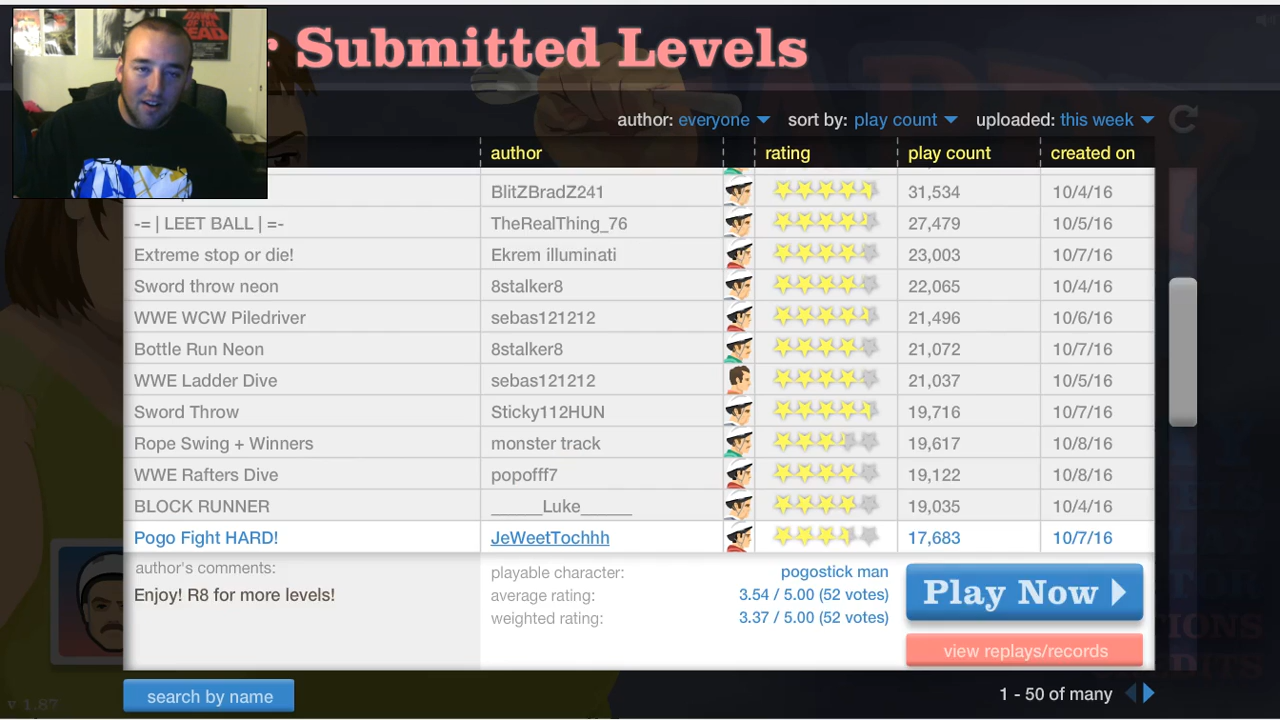 r Submitted Levels
DAWN OF THE DEAD
author: everyone sort by: play count uploaded: this week
author rating play count created on
BlitZBradZ241 31,534 10/4/16
-= | LEET BALL | =- TheRealThing_76 27,479 10/5/16
Extreme stop or die! Ekrem illuminati 23,003 10/7/16
Sword throw neon 8stalker8 22,065 10/4/16
WWE WCW Piledriver sebas121212 21,496 10/6/16
Bottle Run Neon 8stalker8 21,072 10/7/16
WWE Ladder Dive sebas121212 21,037 10/5/16
Sword Throw Sticky112HUN 19,716 10/7/16
Rope Swing + Winners monster track 19,617 10/8/16
WWE Rafters Dive popofff7 19,122 10/8/16
BLOCK RUNNER ______Luke______ 19,035 10/4/16
Pogo Fight HARD! JeWeetTochhh 17,683 10/7/16
author's comments:
Enjoy! R8 for more levels!
playable character: pogostick man
average rating: 3.54 / 5.00 (52 votes)
weighted rating: 3.37 / 5.00 (52 votes)
Play Now
view replays/records
search by name
1 - 50 of many
v 1.87